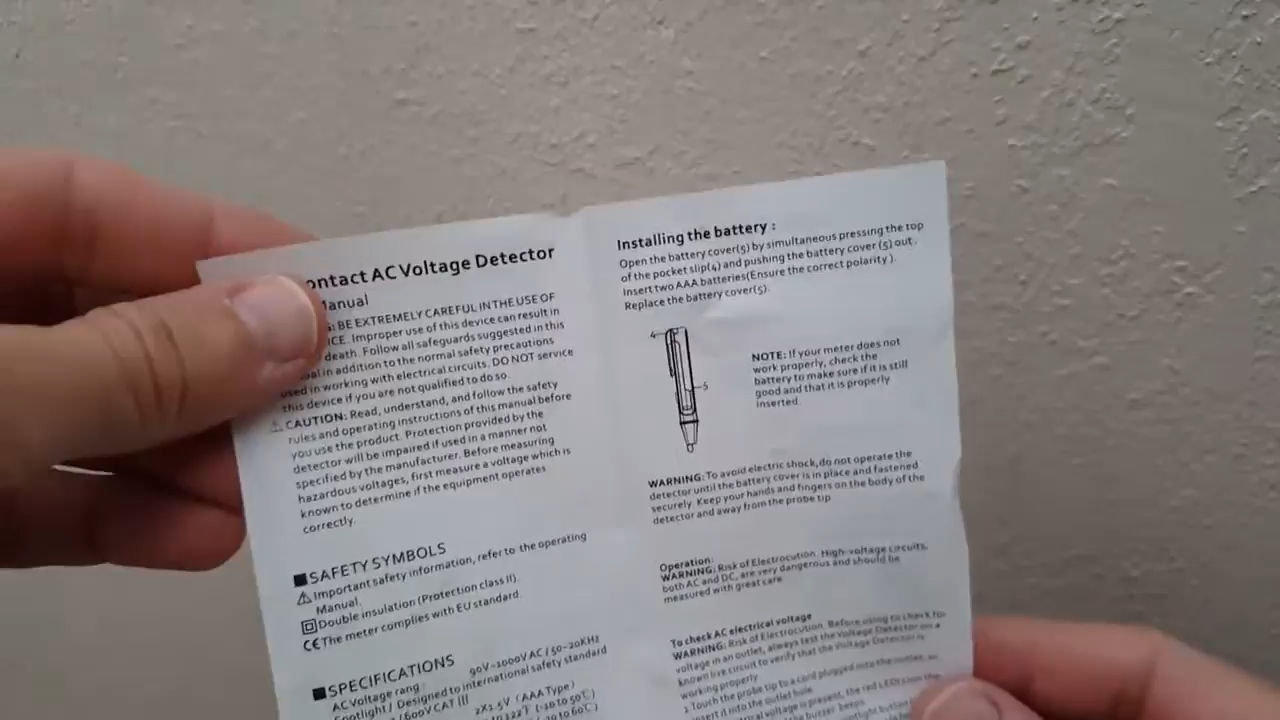 ontact AC Voltage Detector
Manual
: BE EXTREMELY CAREFUL IN THE USE OF
ICE. Improper use of this device can result in
death. Follow all safeguards suggested in this
al in addition to the normal safety precautions
used in working with electrical circuits. DO NOT service
this device if you are not qualified to do so.
⚠ CAUTION: Read, understand, and follow the safety
rules and operating instructions of this manual before
you use the product. Protection provided by the
detector will be impaired if used in a manner not
specified by the manufacturer. Before measuring
hazardous voltages, first measure a voltage which is
known to determine if the equipment operates
correctly.
■SAFETY SYMBOLS
⚠ Important safety information, refer to the operating
Manual.
Double insulation (Protection class II).
CE The meter complies with EU standard.
■SPECIFICATIONS
AC Voltage rang 90V~1000V AC / 50~20KHz
Spotlight / Designed to international safety standard
/ 600V CAT III
2X1.5V (AAA Type)
Installing the battery :
Open the battery cover(5) by simultaneous pressing the top
of the pocket slip(4) and pushing the battery cover (5) out.
Insert two AAA batteries(Ensure the correct polarity ).
Replace the battery cover(5).
4
5
NOTE: If your meter does not
work properly, check the
battery to make sure if it is still
good and that it is properly
inserted.
WARNING: To avoid electric shock,do not operate the
detector until the battery cover is in place and fastened
securely. Keep your hands and fingers on the body of the
detector and away from the probe tip
Operation:
WARNING: Risk of Electrocution. High-voltage circuits,
both AC and DC, are very dangerous and should be
measured with great care.
To check AC electrical voltage
WARNING: Risk of Electrocution. Before using to check for
voltage in an outlet, always test the Voltage Detector on a
known live circuit to verify that the Voltage Detector is
working properly
1.Touch the probe tip to a cord plugged into the outlet, or
insert it into the outlet hole.
voltage is present, the red LEDs
the buzzer beeps